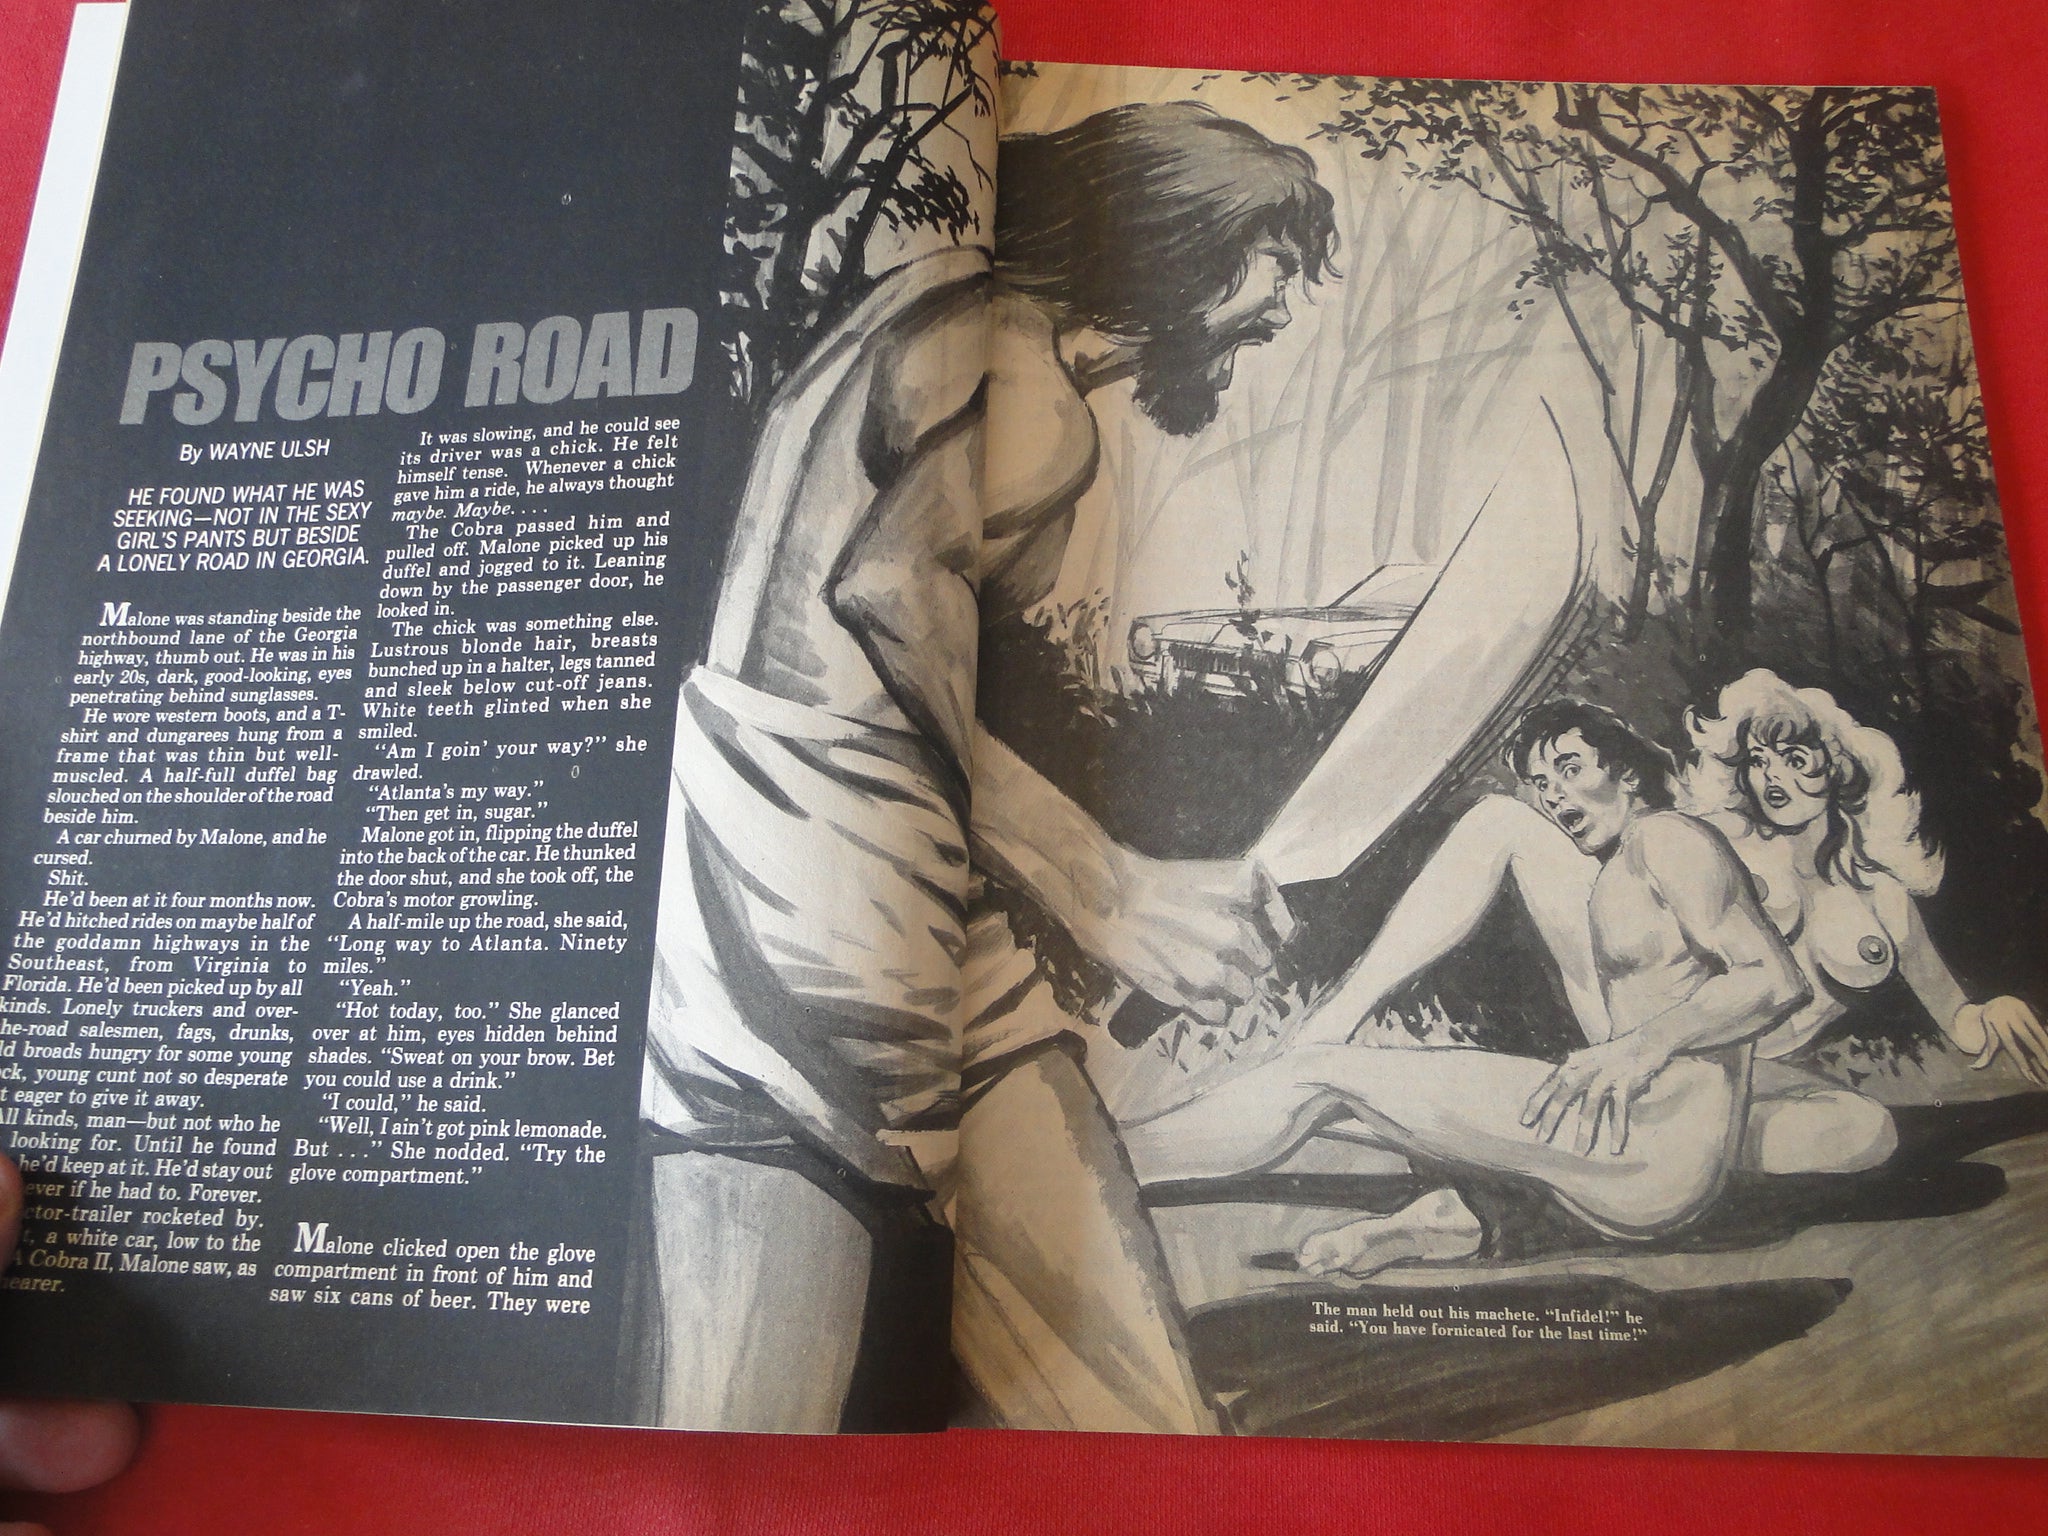 PSYCHO ROAD
By WAYNE ULSH
HE FOUND WHAT HE WAS
SEEKING—NOT IN THE SEXY
GIRL'S PANTS BUT BESIDE
A LONELY ROAD IN GEORGIA.
Malone was standing beside the
northbound lane of the Georgia
highway, thumb out. He was in his
early 20s, dark, good-looking, eyes
penetrating behind sunglasses.
He wore western boots, and a T-
shirt and dungarees hung from a
frame that was thin but well-
muscled. A half-full duffel bag
slouched on the shoulder of the road
beside him.
A car churned by Malone, and he
cursed.
Shit.
He'd been at it four months now.
He'd hitched rides on maybe half of
the goddamn highways in the
Southeast, from Virginia to
Florida. He'd been picked up by all
kinds. Lonely truckers and over-
he-road salesmen, fags, drunks,
ld broads hungry for some young
ck, young cunt not so desperate
t eager to give it away.
All kinds, man—but not who he
looking for. Until he found
he'd keep at it. He'd stay out
ever if he had to. Forever.
ctor-trailer rocketed by.
t, a white car, low to the
A Cobra II, Malone saw, as
nearer.
It was slowing, and he could see
its driver was a chick. He felt
himself tense. Whenever a chick
gave him a ride, he always thought
maybe. Maybe. . . .
The Cobra passed him and
pulled off. Malone picked up his
duffel and jogged to it. Leaning
down by the passenger door, he
looked in.
The chick was something else.
Lustrous blonde hair, breasts
bunched up in a halter, legs tanned
and sleek below cut-off jeans.
White teeth glinted when she
smiled.
"Am I goin' your way?" she
drawled.
"Atlanta's my way."
"Then get in, sugar."
Malone got in, flipping the duffel
into the back of the car. He thunked
the door shut, and she took off, the
Cobra's motor growling.
A half-mile up the road, she said,
"Long way to Atlanta. Ninety
miles."
"Yeah."
"Hot today, too." She glanced
over at him, eyes hidden behind
shades. "Sweat on your brow. Bet
you could use a drink."
"I could," he said.
"Well, I ain't got pink lemonade.
But . . ." She nodded. "Try the
glove compartment."
Malone clicked open the glove
compartment in front of him and
saw six cans of beer. They were
The man held out his machete. "Infidel!" he
said. "You have fornicated for the last time!"